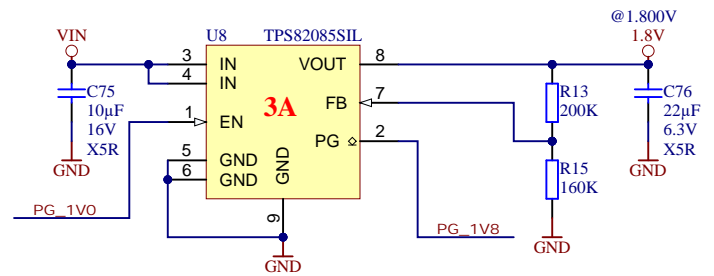 @1.800V
VIN
U8
TPS82085SIL
1.8V
3
IN
VOUT
8
4
IN
C75
10µF
16V
X5R
3A
FB
7
R13
200K
C76
22µF
6.3V
X5R
1
EN
PG
2
GND
5
GND
6
GND
GND
R15
160K
GND
PG_1V0
9
PG_1V8
GND
GND